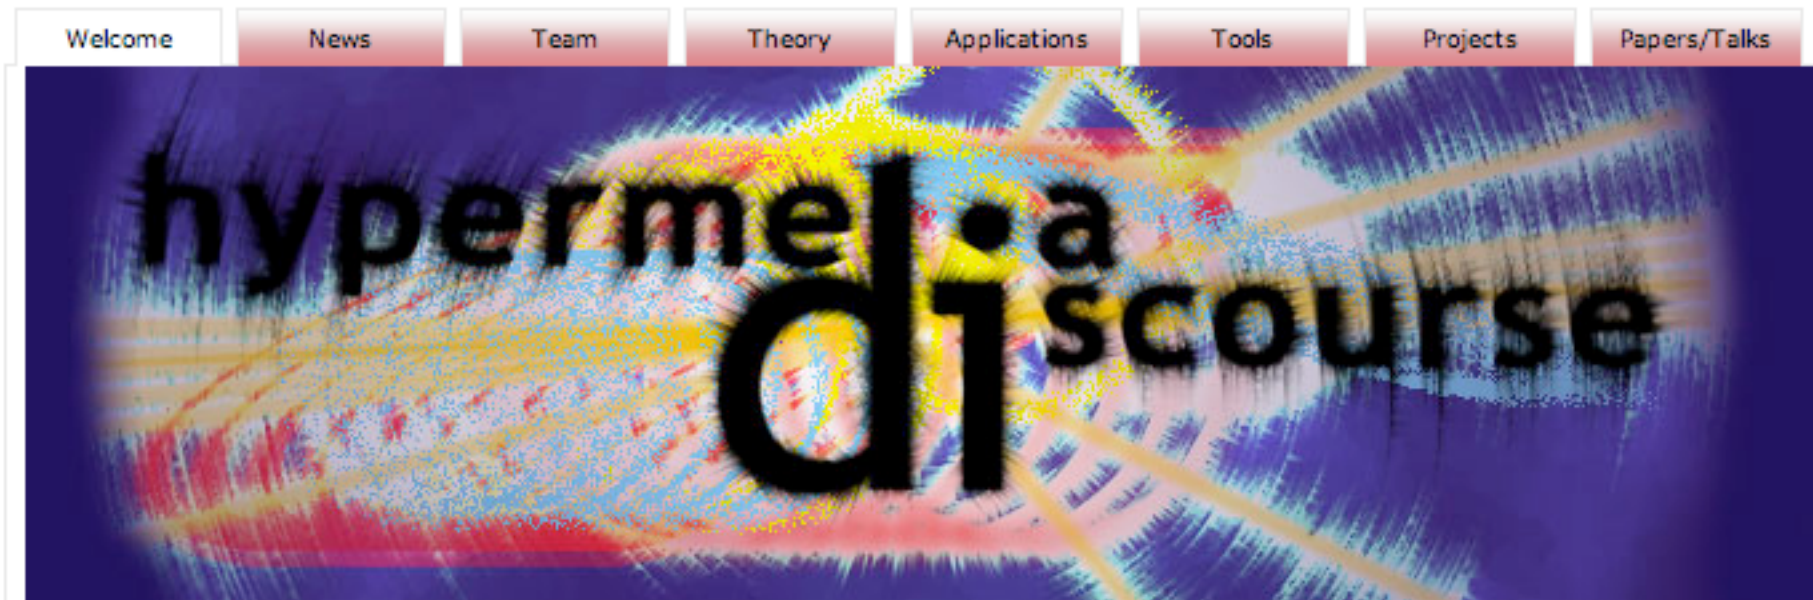 Welcome News Team Theory Applications Tools Projects Papers/Talks
hypermedia
discourse